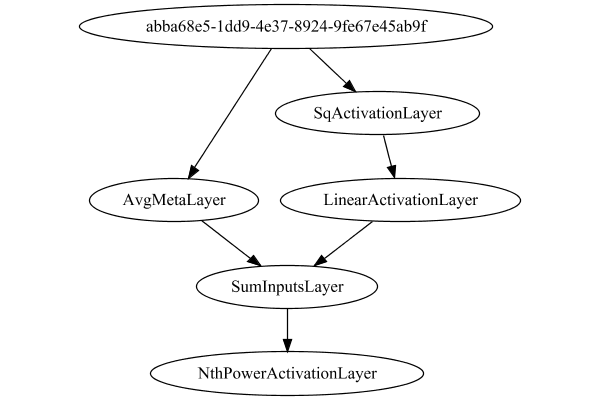 abba68e5-1dd9-4e37-8924-9fe67e45ab9f
SqActivationLayer
AvgMetaLayer
LinearActivationLayer
SumInputsLayer
NthPowerActivationLayer